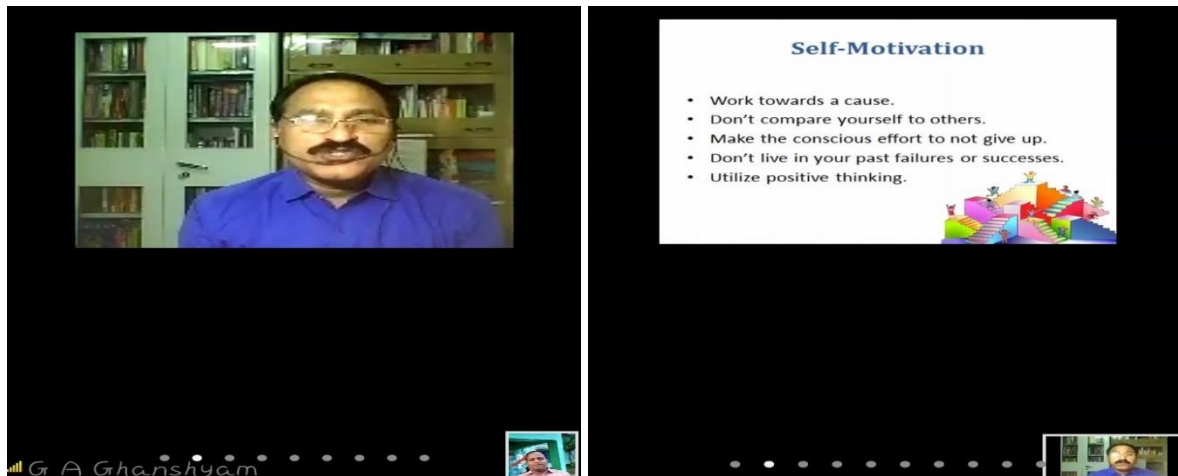 G A Ghanshyam
Self-Motivation
• Work towards a cause.
• Don't compare yourself to others.
• Make the conscious effort to not give up.
• Don't live in your past failures or successes.
• Utilize positive thinking.